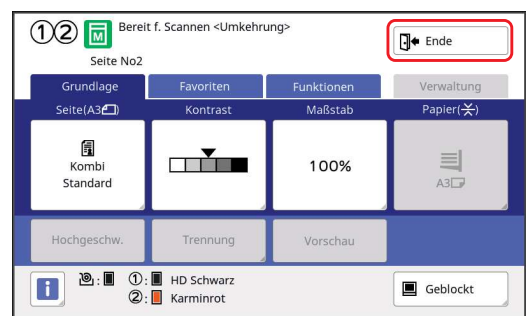 ①② M Bereit f. Scannen <Umkehrung>
Ende
Seite No2
Grundlage Favoriten Funktionen Verwaltung
Seite(A3) Kontrast Maßstab Papier(✕)
Kombi
Standard
100%
A3
Hochgeschw. Trennung Vorschau
i : ①: HD Schwarz
②: Karminrot
Geblockt